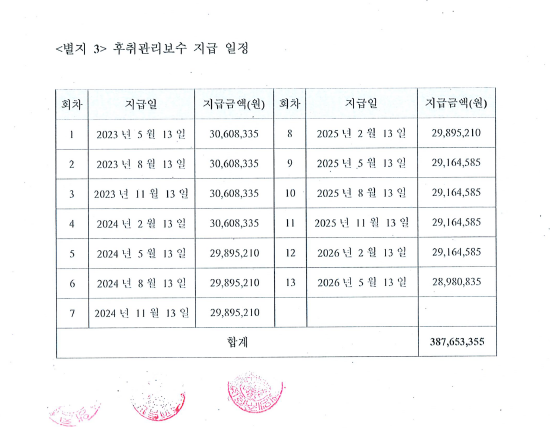 <별지 3> 후취관리보수 지급 일정
회차 지급일 지급금액(원) 회차 지급일 지급금액(원)
1 2023 년 5 월 13 일 30,608,335 8 2025 년 2 월 13 일 29,895,210
2 2023 년 8 월 13 일 30,608,335 9 2025 년 5 월 13 일 29,164,585
3 2023 년 11 월 13 일 30,608,335 10 2025 년 8 월 13 일 29,164,585
4 2024 년 2 월 13 일 30,608,335 11 2025 년 11 월 13 일 29,164,585
5 2024 년 5 월 13 일 29,895,210 12 2026 년 2 월 13 일 29,164,585
6 2024 년 8 월 13 일 29,895,210 13 2026 년 5 월 13 일 28,980,835
7 2024 년 11 월 13 일 29,895,210
합계 387,653,355